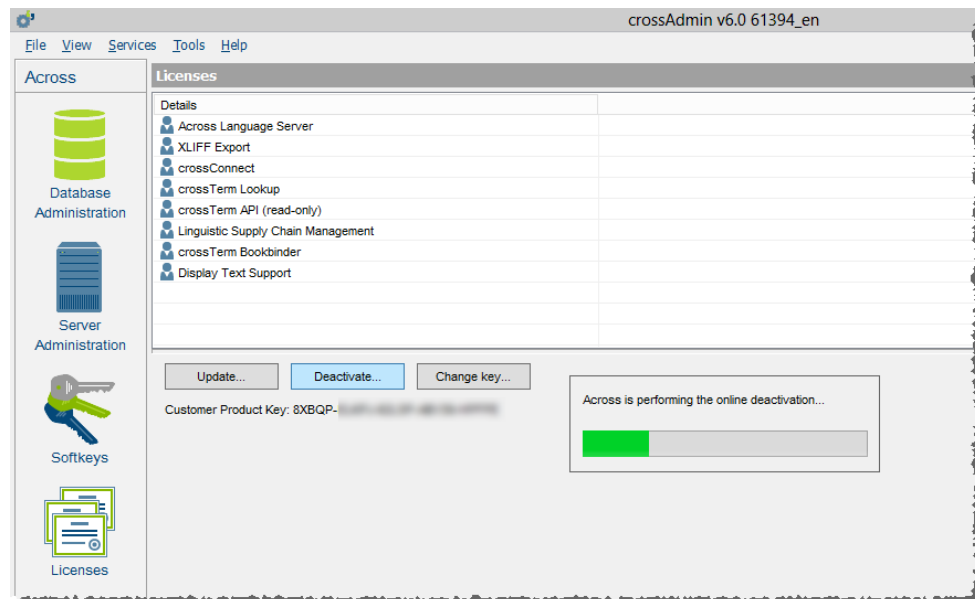 crossAdmin v6.0 61394_en
File View Services Tools Help
Across
Licenses
Details
Across Language Server
XLIFF Export
crossConnect
crossTerm Lookup
crossTerm API (read-only)
Linguistic Supply Chain Management
crossTerm Bookbinder
Display Text Support
Database
Administration
Server
Administration
Softkeys
Licenses
Update... Deactivate... Change key...
Customer Product Key: 8XBQP-
Across is performing the online deactivation...